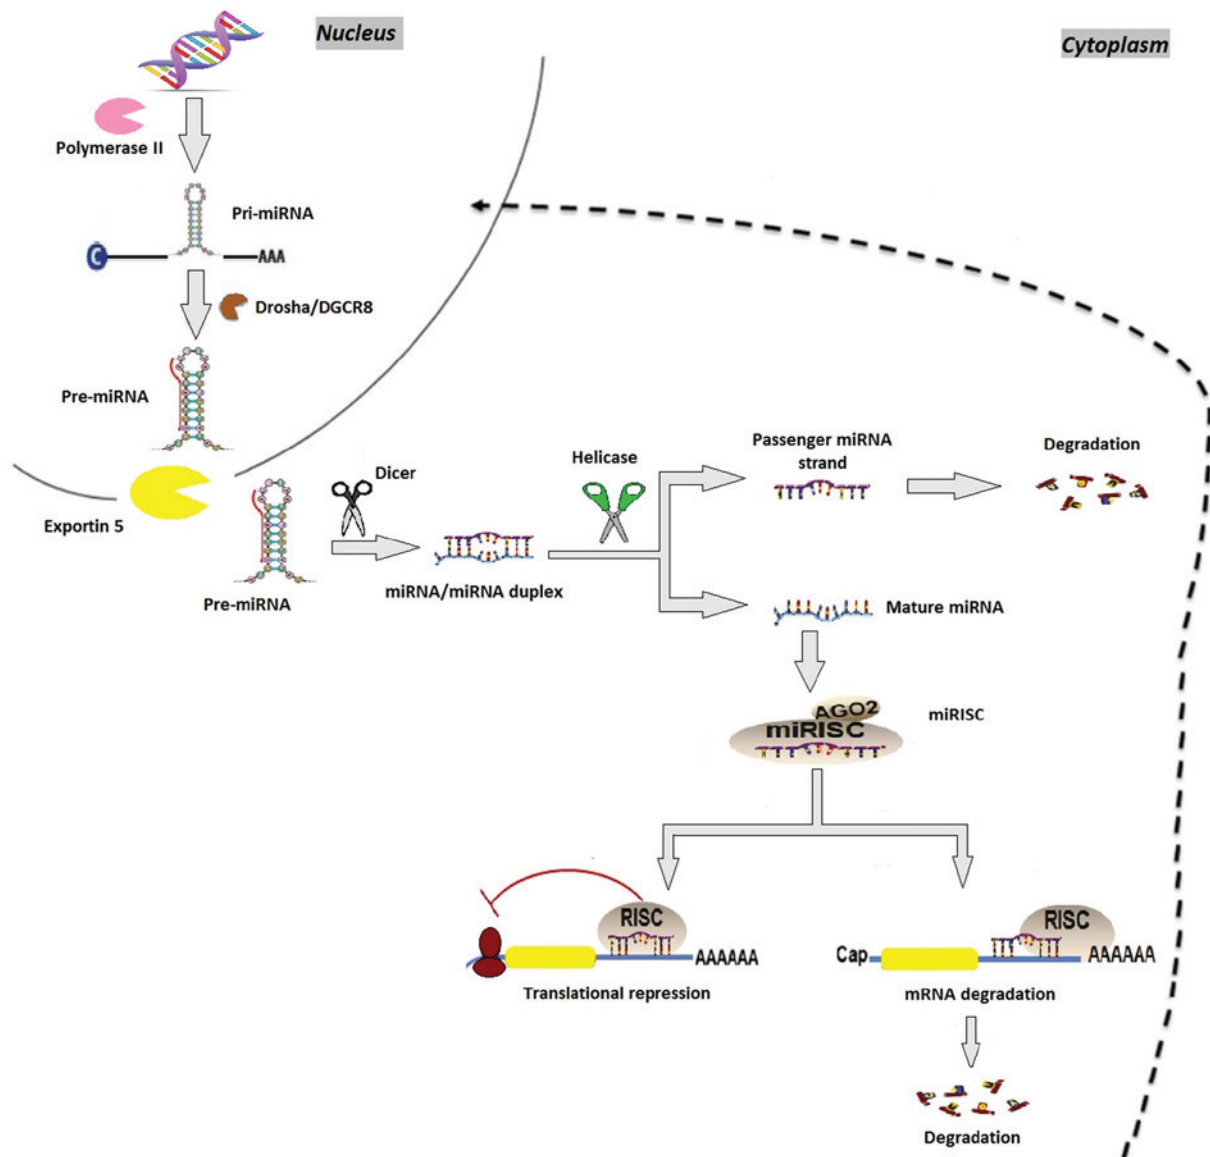 Nucleus
Cytoplasm
Polymerase II
Pri-miRNA
C
AAA
Drosha/DGCR8
Pre-miRNA
Exportin 5
Pre-miRNA
Dicer
miRNA/miRNA duplex
Helicase
Passenger miRNA
strand
Degradation
Mature miRNA
AGO2
miRISC
miRISC
RISC
AAAAAA
Translational repression
RISC
Cap
AAAAAA
mRNA degradation
Degradation